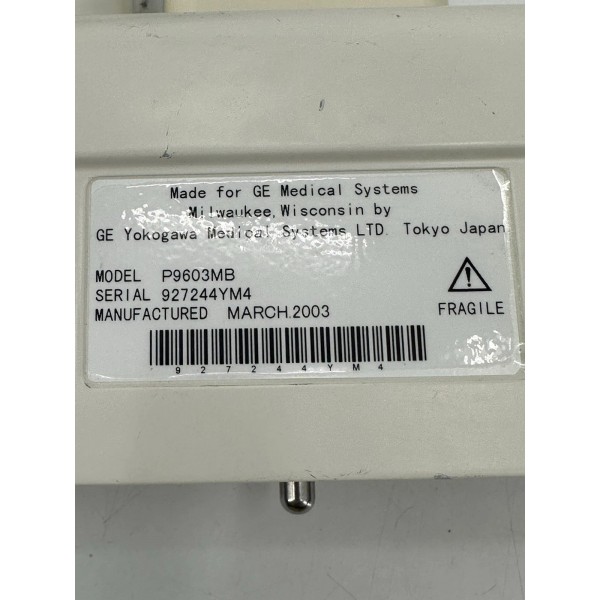 Made for GE Medical Systems
Milwaukee, Wisconsin by
GE Yokogawa Medical Systems LTD. Tokyo Japan
MODEL P9603MB
SERIAL 927244YM4
MANUFACTURED MARCH.2003
FRAGILE
927244YM4